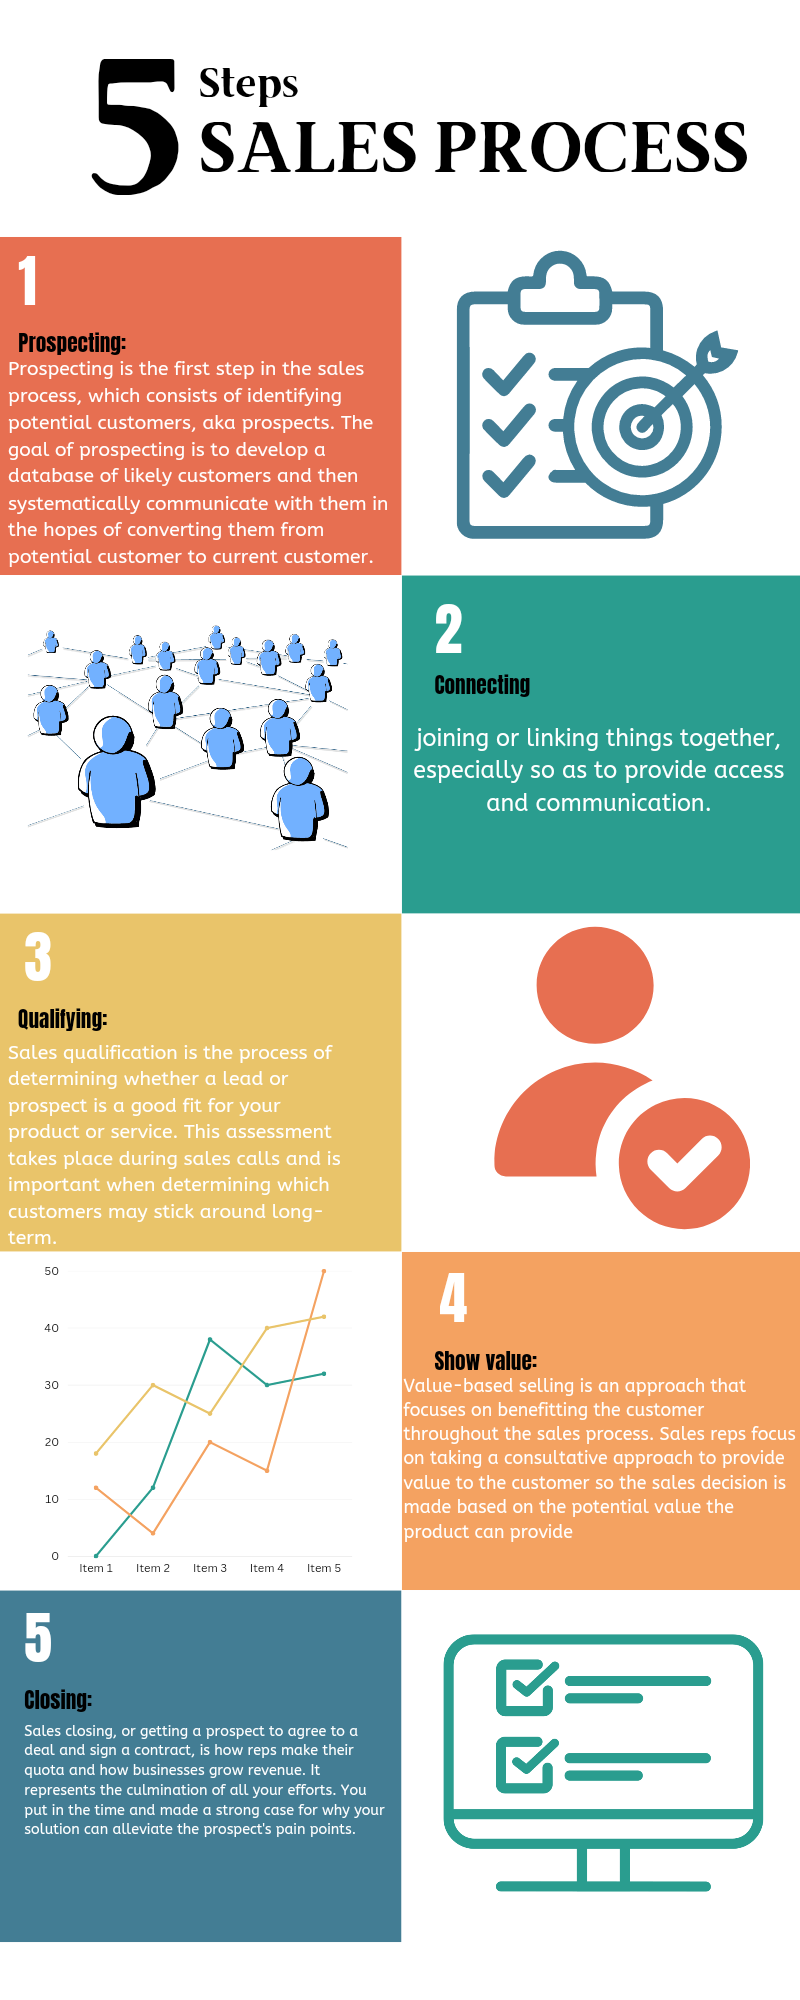 5 Steps
SALES PROCESS
1
Prospecting:
Prospecting is the first step in the sales
process, which consists of identifying
potential customers, aka prospects. The
goal of prospecting is to develop a
database of likely customers and then
systematically communicate with them in
the hopes of converting them from
potential customer to current customer.
2
Connecting
joining or linking things together,
especially so as to provide access
and communication.
3
Qualifying:
Sales qualification is the process of
determining whether a lead or
prospect is a good fit for your
product or service. This assessment
takes place during sales calls and is
important when determining which
customers may stick around long-
term.
50
40
30
20
10
0
Item 1 Item 2 Item 3 Item 4 Item 5
4
Show value:
Value-based selling is an approach that
focuses on benefitting the customer
throughout the sales process. Sales reps focus
on taking a consultative approach to provide
value to the customer so the sales decision is
made based on the potential value the
product can provide
5
Closing:
Sales closing, or getting a prospect to agree to a
deal and sign a contract, is how reps make their
quota and how businesses grow revenue. It
represents the culmination of all your efforts. You
put in the time and made a strong case for why your
solution can alleviate the prospect's pain points.